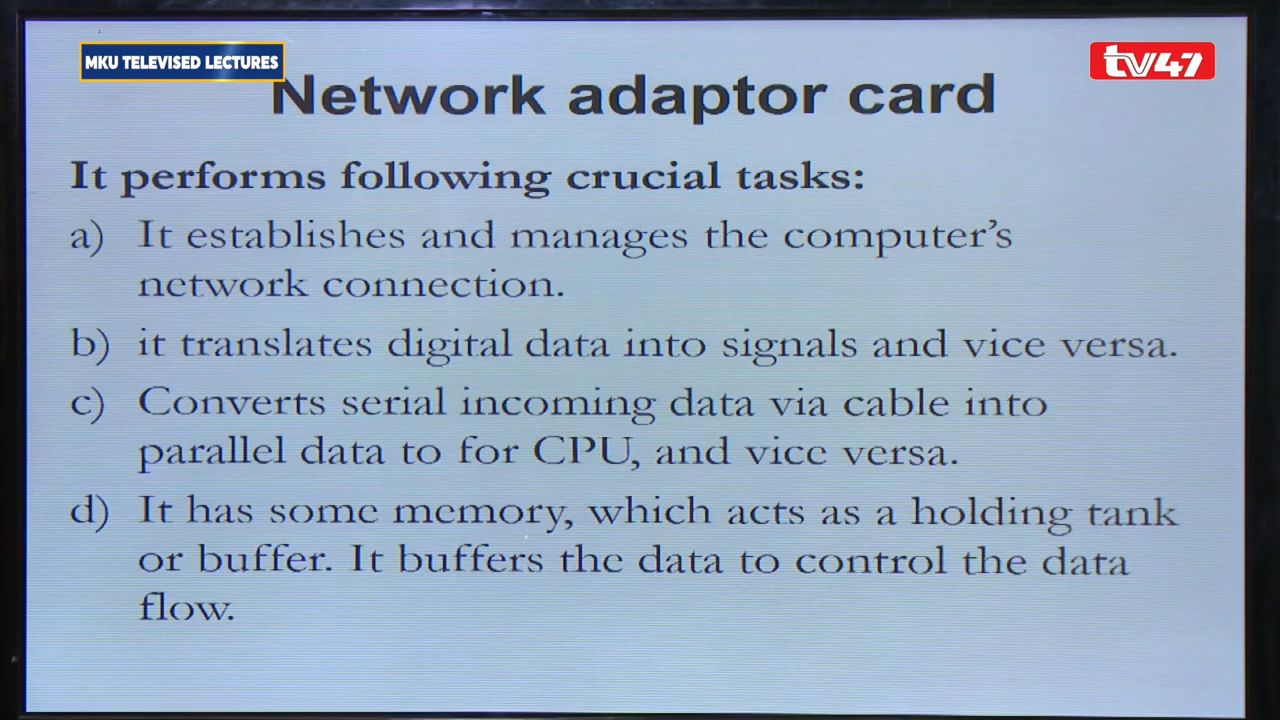 MKU TELEVISED LECTURES
tv47
Network adaptor card
It performs following crucial tasks:
a) It establishes and manages the computer's
network connection.
b) it translates digital data into signals and vice versa.
c) Converts serial incoming data via cable into
parallel data to for CPU, and vice versa.
d) It has some memory, which acts as a holding tank
or buffer. It buffers the data to control the data
flow.